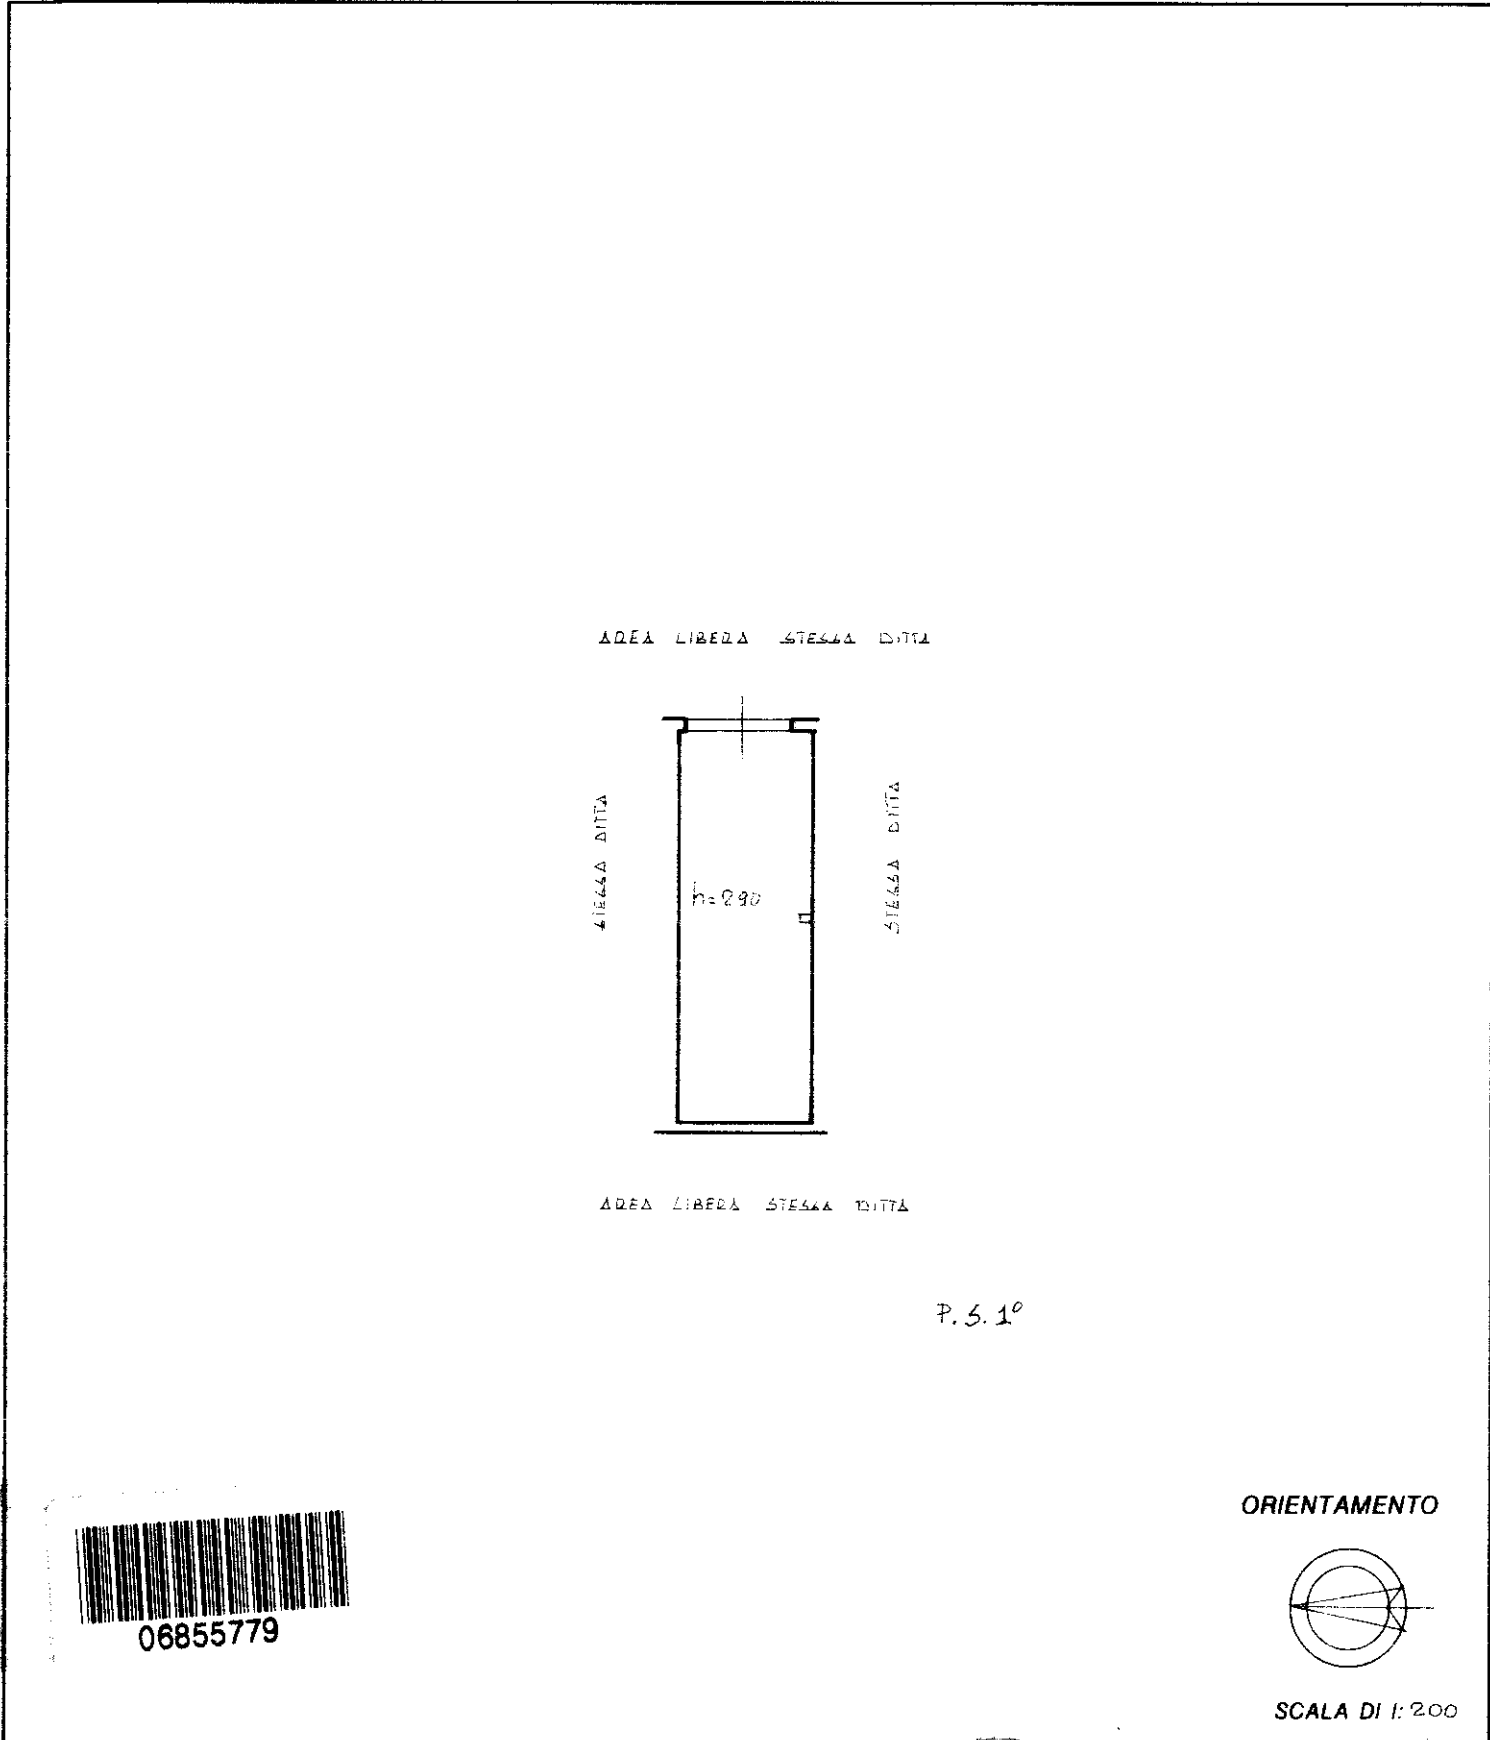 AREA LIBERA STESSA DITTA
STESSA DITTA
STESSA DITTA
h=290
AREA LIBERA STESSA DITTA
P.S. 1°
ORIENTAMENTO
06855779
SCALA DI 1:200